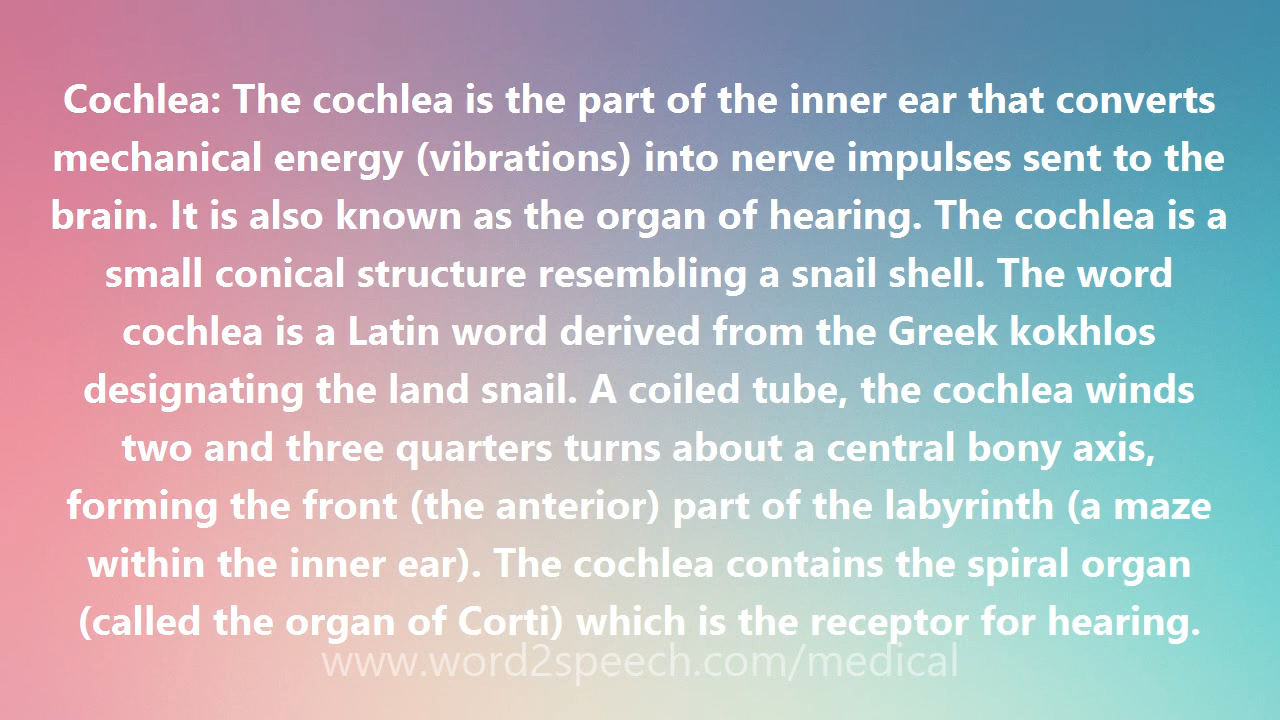 Cochlea: The cochlea is the part of the inner ear that converts
mechanical energy (vibrations) into nerve impulses sent to the
brain. It is also known as the organ of hearing. The cochlea is a
small conical structure resembling a snail shell. The word
cochlea is a Latin word derived from the Greek kokhlos
designating the land snail. A coiled tube, the cochlea winds
two and three quarters turns about a central bony axis,
forming the front (the anterior) part of the labyrinth (a maze
within the inner ear). The cochlea contains the spiral organ
(called the organ of Corti) which is the receptor for hearing.
www.word2speech.com/medical